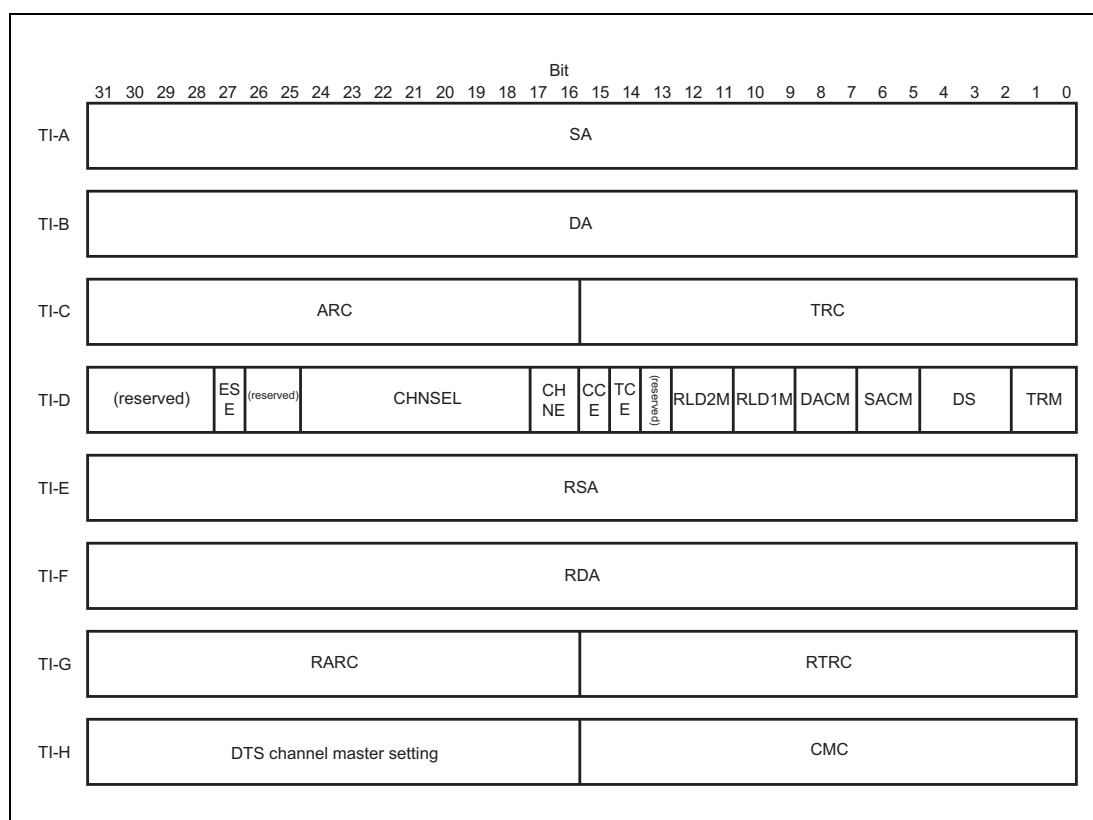 Bit
31 30 29 28 27 26 25 24 23 22 21 20 19 18 17 16 15 14 13 12 11 10 9 8 7 6 5 4 3 2 1 0
TI-A SA
TI-B DA
TI-C ARC TRC
TI-D (reserved) ES E (reserved) CHNSEL CH NE CC E TC E (reserved) RLD2M RLD1M DACM SACM DS TRM
TI-E RSA
TI-F RDA
TI-G RARC RTRC
TI-H DTS channel master setting CMC